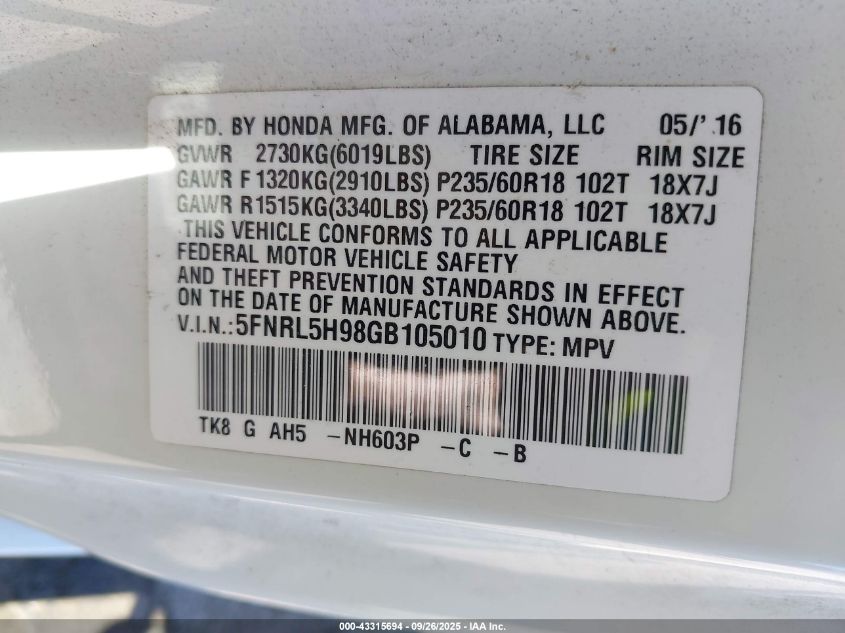 MFD. BY HONDA MFG. OF ALABAMA, LLC 05/'16
GVWR 2730KG(6019LBS) TIRE SIZE RIM SIZE
GAWR F1320KG(2910LBS) P235/60R18 102T 18X7J
GAWR R1515KG(3340LBS) P235/60R18 102T 18X7J
THIS VEHICLE CONFORMS TO ALL APPLICABLE
FEDERAL MOTOR VEHICLE SAFETY
AND THEFT PREVENTION STANDARDS IN EFFECT
ON THE DATE OF MANUFACTURE SHOWN ABOVE.
V.I.N.:5FNRL5H98GB105010 TYPE: MPV
TK8 G AH5 -NH603P -C -B
000-43315694 - 09/26/2025 - IAA Inc.